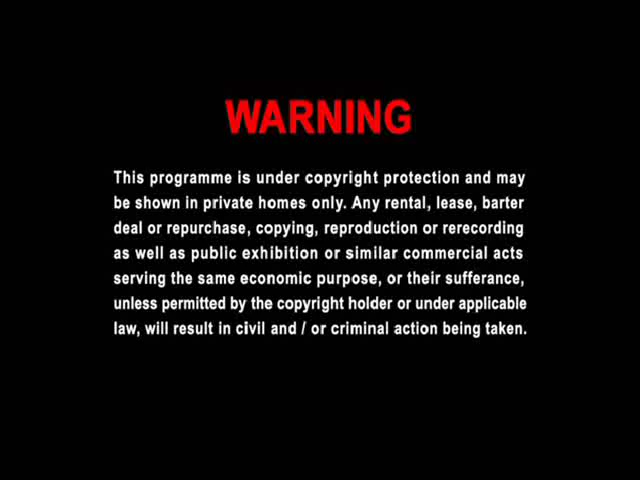 WARNING
This programme is under copyright protection and may
be shown in private homes only. Any rental, lease, barter
deal or repurchase, copying, reproduction or rerecording
as well as public exhibition or similar commercial acts
serving the same economic purpose, or their sufferance,
unless permitted by the copyright holder or under applicable
law, will result in civil and / or criminal action being taken.